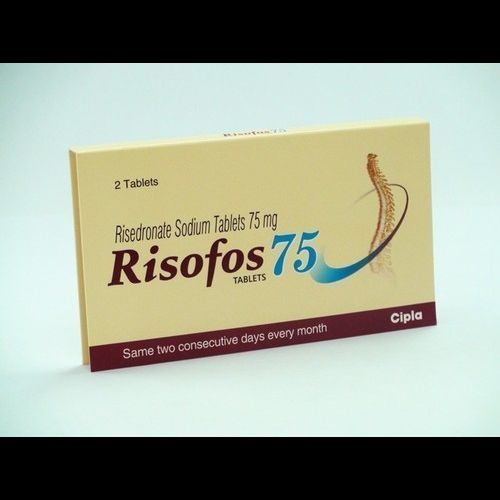 Risofos 75
2 Tablets
Risedronate Sodium Tablets 75 mg
Risofos 75
TABLETS
Cipla
Same two consecutive days every month